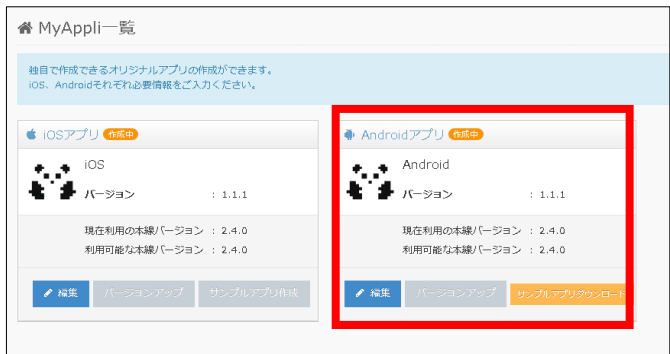 MyAppli一覧
独自で作成できるオリジナルアプリの作成ができます。
iOS、Androidそれぞれ必要情報をご入力ください。
iOSアプリ 作成中
iOS
バージョン : 1.1.1
現在利用の本線バージョン : 2.4.0
利用可能な本線バージョン : 2.4.0
編集 バージョンアップ サンプルアプリ作成
Androidアプリ 作成中
Android
バージョン : 1.1.1
現在利用の本線バージョン : 2.4.0
利用可能な本線バージョン : 2.4.0
編集 バージョンアップ サンプルアプリダウンロード